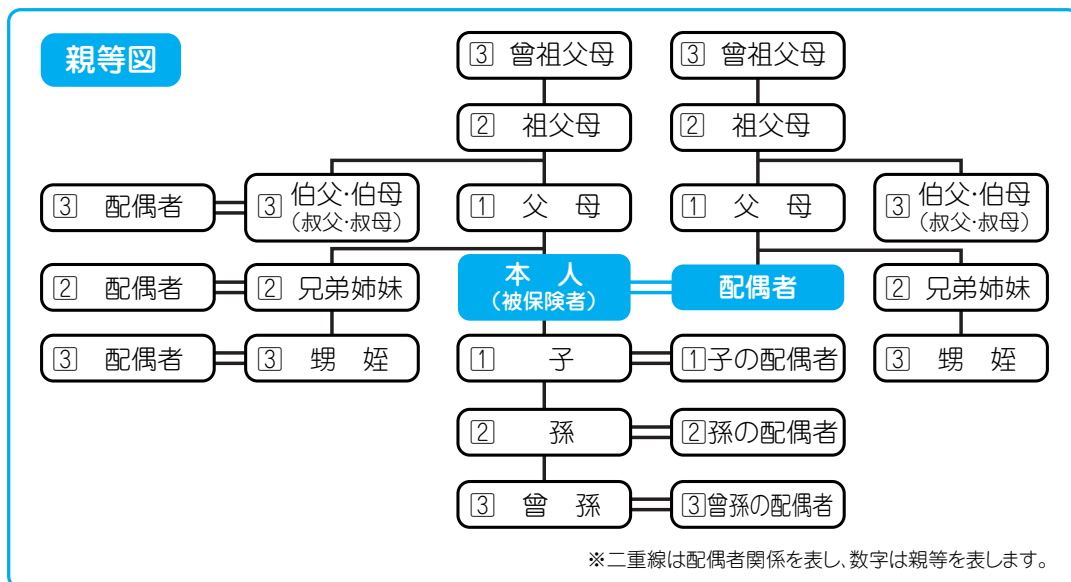 親等図
③ 曾祖父母
③ 曾祖父母
② 祖父母
② 祖父母
③ 配偶者
③ 伯父・伯母
（叔父・叔母）
① 父 母
① 父 母
③ 伯父・伯母
（叔父・叔母）
② 配偶者
② 兄弟姉妹
本 人
（被保険者）
配偶者
② 兄弟姉妹
③ 配偶者
③ 甥 姪
① 子
①子の配偶者
③ 甥 姪
② 孫
②孫の配偶者
③ 曾 孫
③曾孫の配偶者
※二重線は配偶者関係を表し、数字は親等を表します。